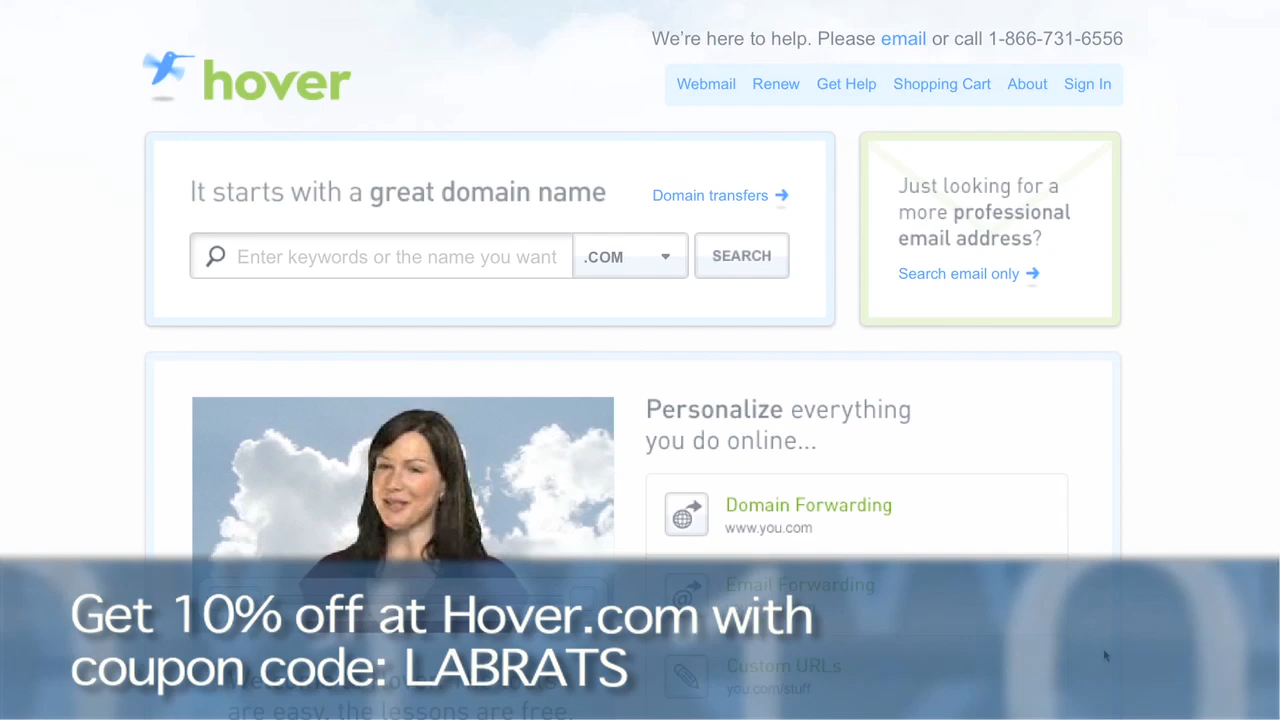 We're here to help. Please email or call 1-866-731-6556
hover
Webmail Renew Get Help Shopping Cart About Sign In
It starts with a great domain name
Domain transfers
Enter keywords or the name you want
.COM
SEARCH
Just looking for a
more professional
email address?
Search email only
Personalize everything
you do online...
Domain Forwarding
www.you.com
Email Forwarding
Custom URLs
you.com/stuff
Get 10% off at Hover.com with
coupon code: LABRATS
are easy, the lessons are free.